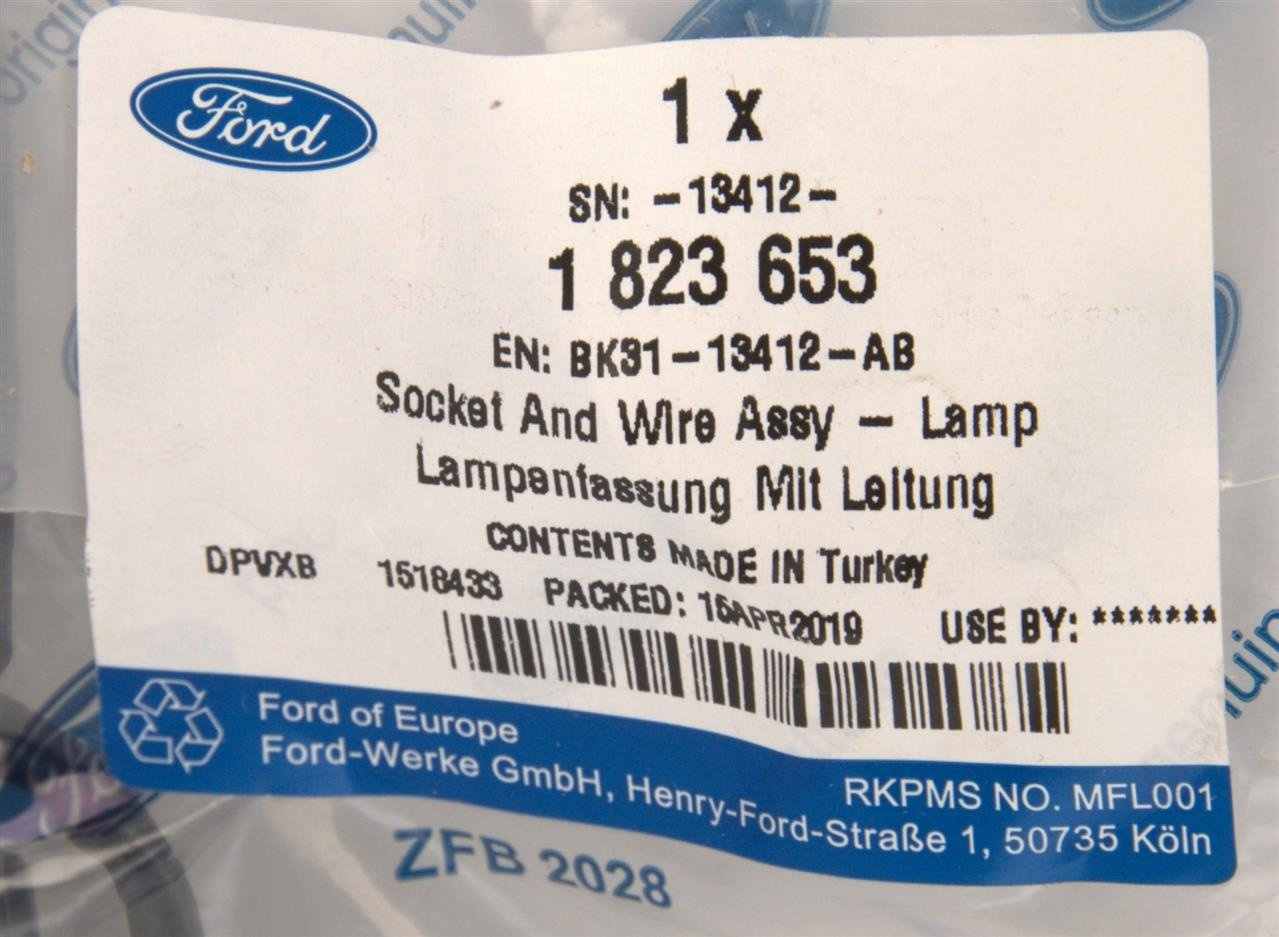 Ford
1 x
SN: -13412-
1 823 653
EN: BK31-13412-AB
Socket And Wire Assy - Lamp
Lampenfassung Mit Leitung
CONTENTS MADE IN Turkey
DPVXB 1518433 PACKED: 15APR2019 USE BY: *******
Ford of Europe
Ford-Werke GmbH, Henry-Ford-Straße 1, 50735 Köln
RKPMS NO. MFL001
ZFB 2028